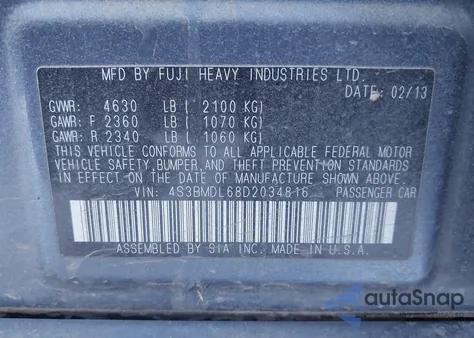 MFD BY FUJI HEAVY INDUSTRIES LTD.
DATE: 02/13
GVWR: 4630 LB ( 2100 KG)
GAWR: F 2360 LB ( 1070 KG)
GAWR: R 2340 LB ( 1060 KG)
THIS VEHICLE CONFORMS TO ALL APPLICABLE FEDERAL MOTOR
VEHICLE SAFETY, BUMPER, AND THEFT PREVENTION STANDARDS
IN EFFECT ON THE DATE OF MANUFACTURE SHOWN ABOVE.
VIN: 4S3BMDL68D2034816 PASSENGER CAR
ASSEMBLED BY SIA INC. MADE IN U.S.A.
autoSnap